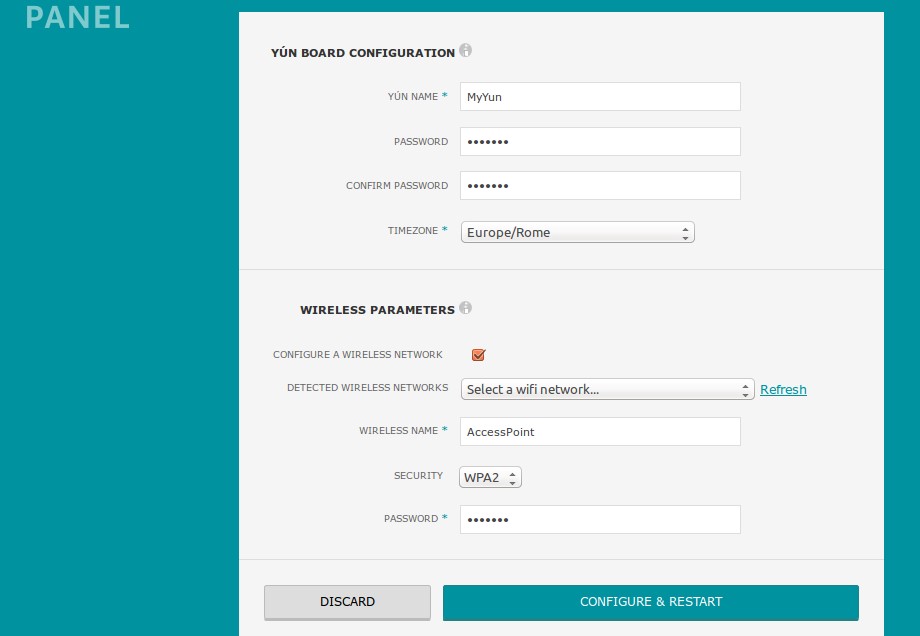 PANEL
YÚN BOARD CONFIGURATION
YÚN NAME * MyYun
PASSWORD •••••••
CONFIRM PASSWORD •••••••
TIMEZONE * Europe/Rome
WIRELESS PARAMETERS
CONFIGURE A WIRELESS NETWORK
DETECTED WIRELESS NETWORKS Select a wifi network... Refresh
WIRELESS NAME * AccessPoint
SECURITY WPA2
PASSWORD * •••••••
DISCARD CONFIGURE & RESTART